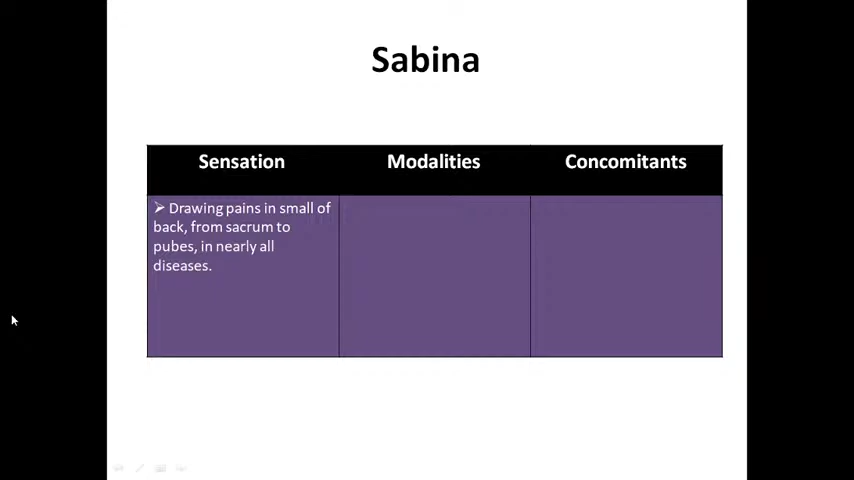 Sabina
Sensation
Modalities
Concomitants
➢ Drawing pains in small of
back, from sacrum to
pubes, in nearly all
diseases.